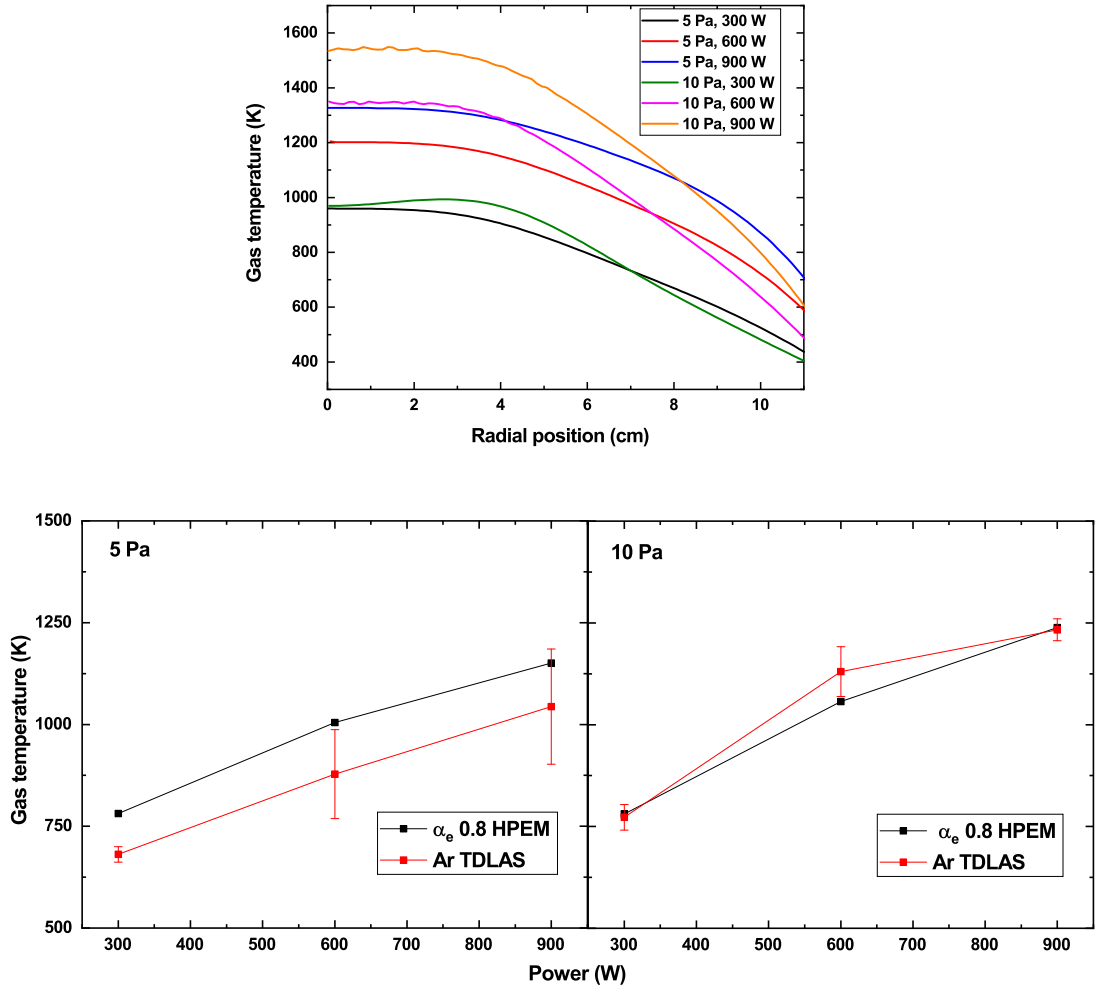 5 Pa, 300 W
5 Pa, 600 W
5 Pa, 900 W
10 Pa, 300 W
10 Pa, 600 W
10 Pa, 900 W
1600
1400
1200
1000
800
600
400
Gas temperature (K)
0 2 4 6 8 10
Radial position (cm)
1500
1250
1000
750
500
Gas temperature (K)
5 Pa
αe 0.8 HPEM
Ar TDLAS
300 400 500 600 700 800 900
10 Pa
αe 0.8 HPEM
Ar TDLAS
300 400 500 600 700 800 900
Power (W)